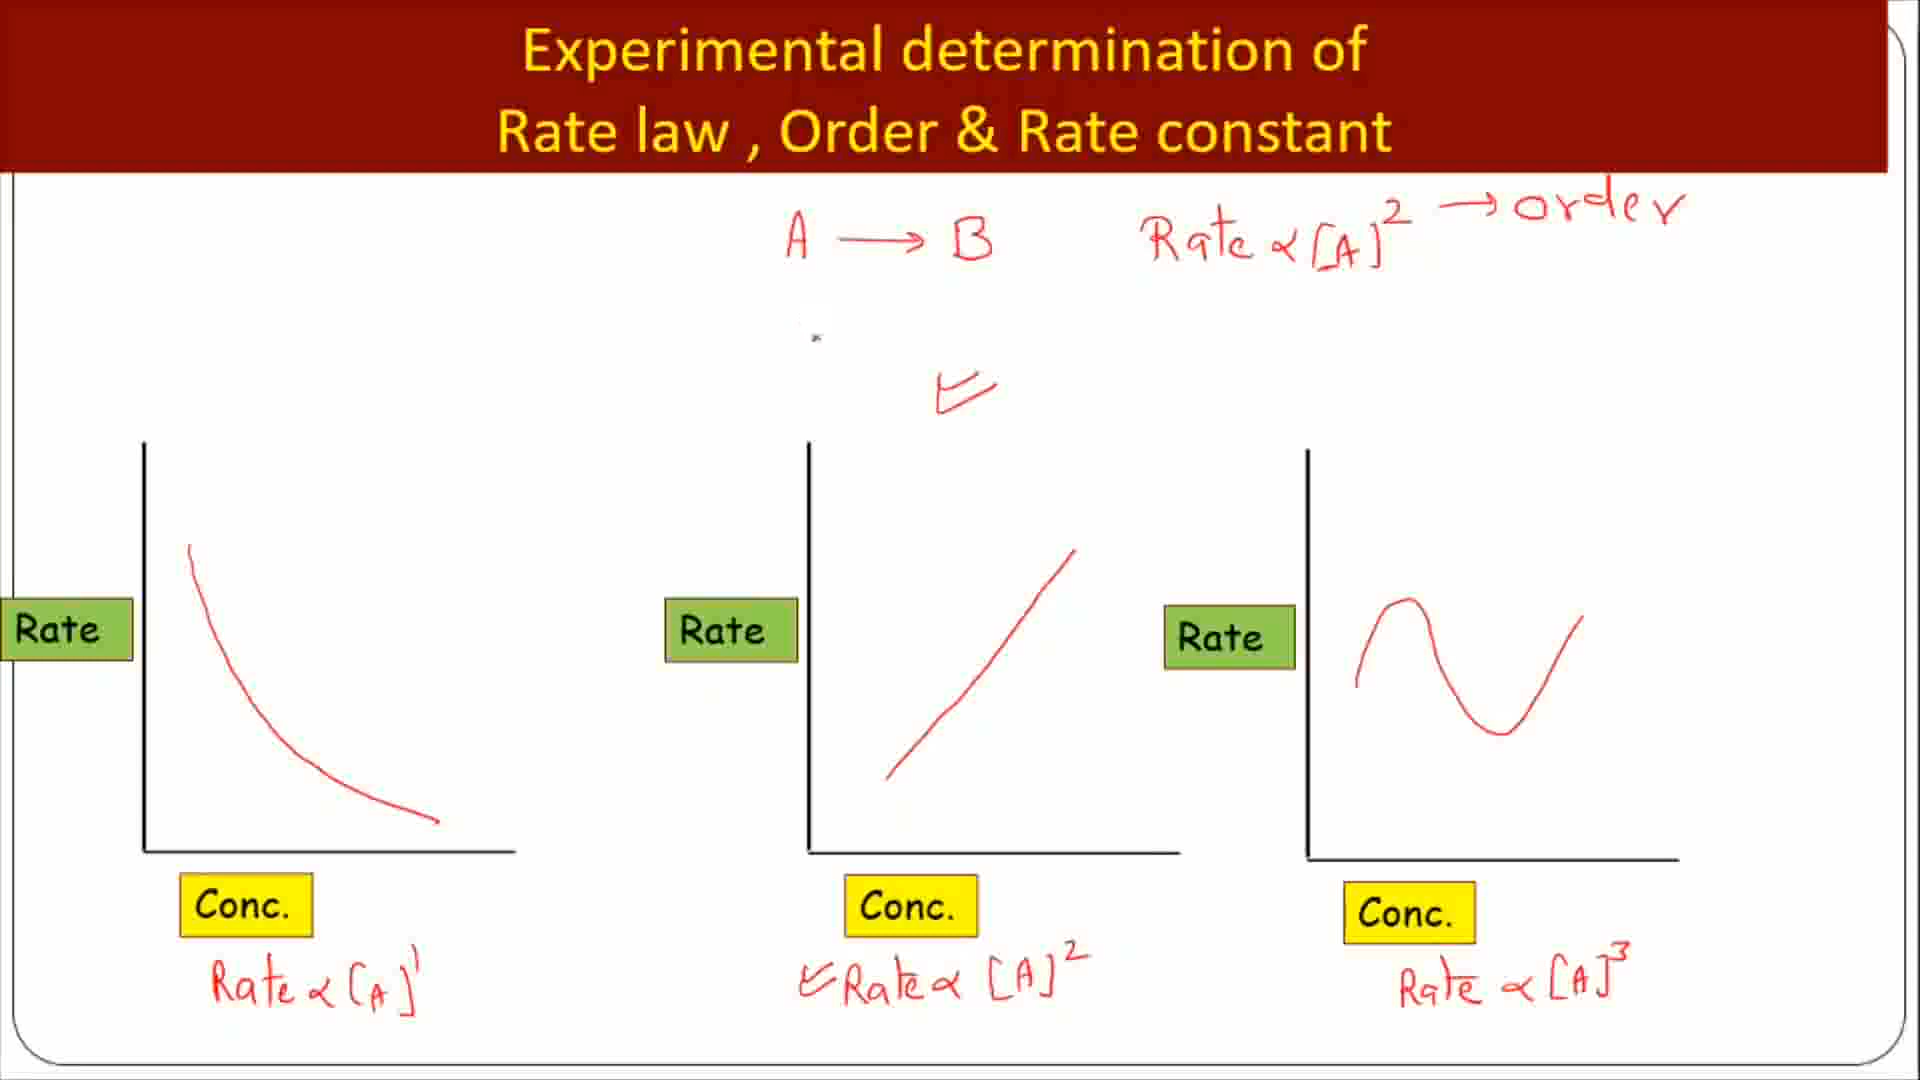 Experimental determination of
Rate law , Order & Rate constant
A → B
Rate ∝ [A]² → order
Rate
Rate
Rate
Conc.
Conc.
Conc.
Rate ∝ [A]¹
Rate ∝ [A]²
Rate ∝ [A]³